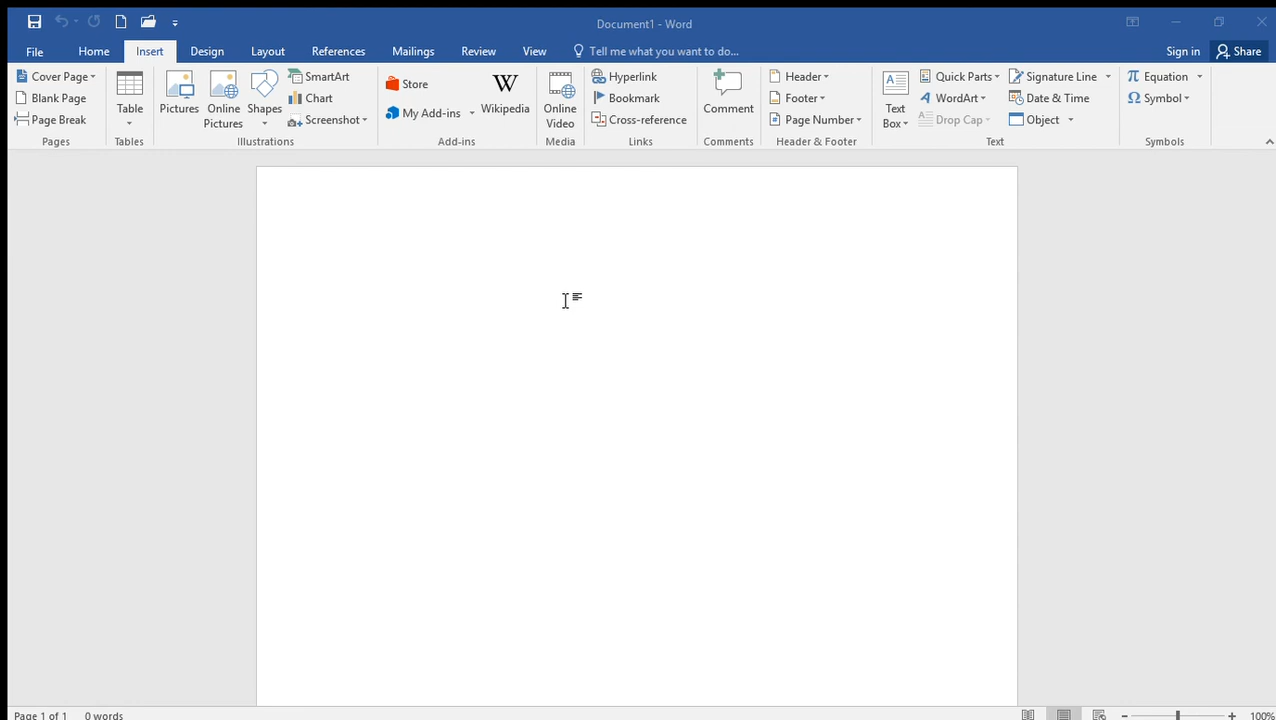 Document1 - Word
File Home Insert Design Layout References Mailings Review View Tell me what you want to do... Sign in Share
Cover Page
Blank Page
Page Break
Pages
Table
Tables
Pictures
Online Pictures
Shapes
SmartArt
Chart
Screenshot
Illustrations
Store
My Add-ins
W
Wikipedia
Add-ins
Online Video
Media
Hyperlink
Bookmark
Cross-reference
Links
Comment
Comments
Header
Footer
Page Number
Header & Footer
Text Box
Quick Parts
WordArt
Drop Cap
Signature Line
Date & Time
Object
Text
π Equation
Ω Symbol
Symbols
Page 1 of 1 0 words 100%